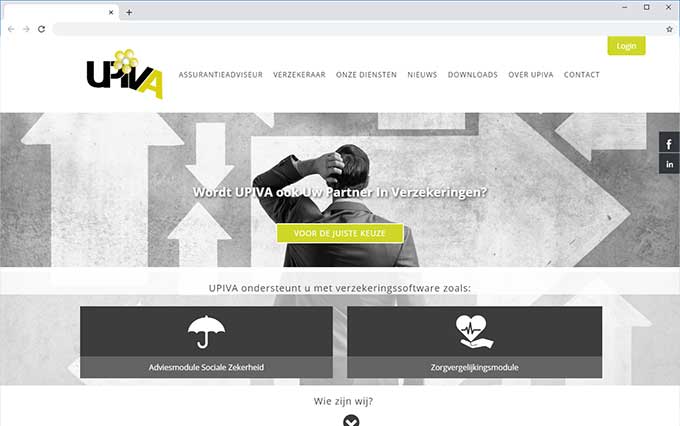 Login
UPIVA
ASSURANTIEADVISEUR VERZEKERAAR ONZE DIENSTEN NIEUWS DOWNLOADS OVER UPIVA CONTACT
f
in
Wordt UPIVA ook Uw Partner In Verzekeringen?
VOOR DE JUISTE KEUZE
UPIVA ondersteunt u met verzekeringssoftware zoals:
Adviesmodule Sociale Zekerheid
Zorgvergelijkingsmodule
Wie zijn wij?